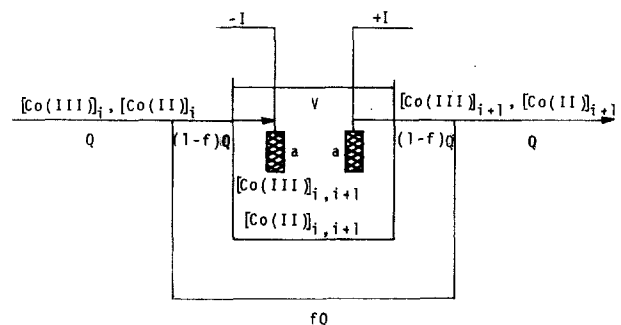 -I +I
[Co(III)]i, [Co(II)]i V [Co(III)]i+1, [Co(II)]i+1
Q (1-f)Q a a (1-f)Q Q
[Co(III)]i,i+1
[Co(II)]i,i+1
fQ